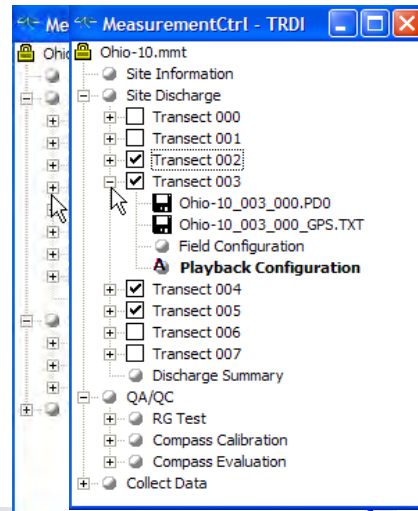 Me
MeasurementCtrl - TRDI
Ohio
Ohio-10.mmt
Site Information
Site Discharge
Transect 000
Transect 001
Transect 002
Transect 003
Ohio-10_003_000.PD0
Ohio-10_003_000_GPS.TXT
Field Configuration
Playback Configuration
Transect 004
Transect 005
Transect 006
Transect 007
Discharge Summary
QA/QC
RG Test
Compass Calibration
Compass Evaluation
Collect Data